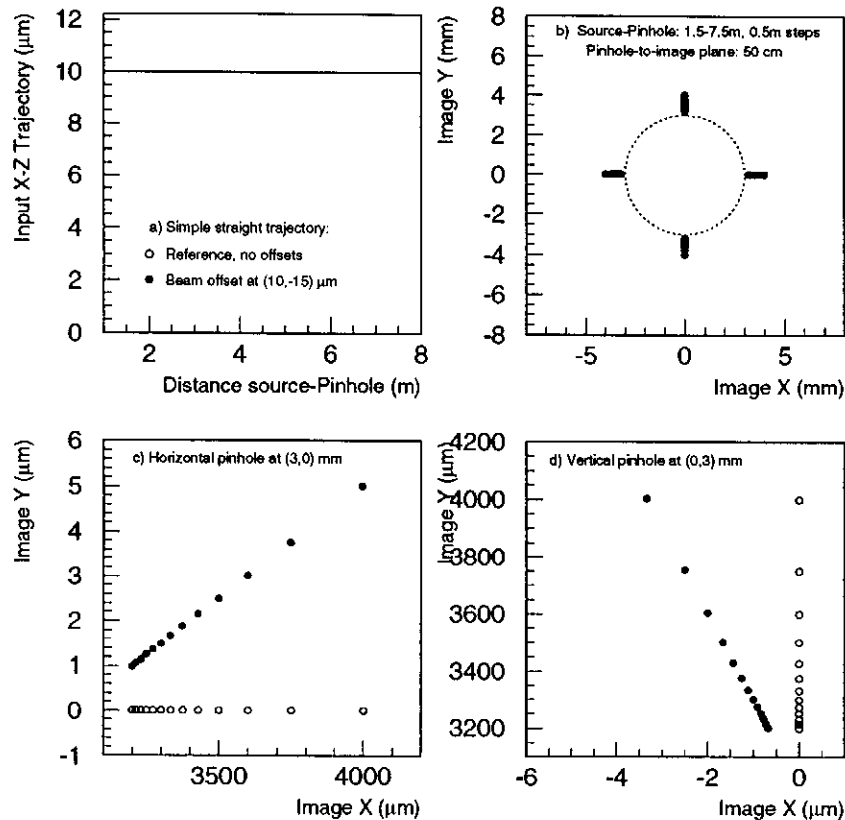 Input X-Z Trajectory (μm)
12
10
8
6
4
2
0
a) Simple straight trajectory:
Reference, no offsets
Beam offset at (10,-15) μm
2
4
6
8
Distance source-Pinhole (m)
Image Y (mm)
8
6
4
2
0
-2
-4
-6
-8
b) Source-Pinhole: 1.5-7.5m, 0.5m steps
Pinhole-to-image plane: 50 cm
-5
0
5
Image X (mm)
Image Y (μm)
6
5
4
3
2
1
0
-1
c) Horizontal pinhole at (3,0) mm
3500
4000
Image X (μm)
Image Y (μm)
4200
4000
3800
3600
3400
3200
d) Vertical pinhole at (0,3) mm
-6
-4
-2
0
Image X (μm)